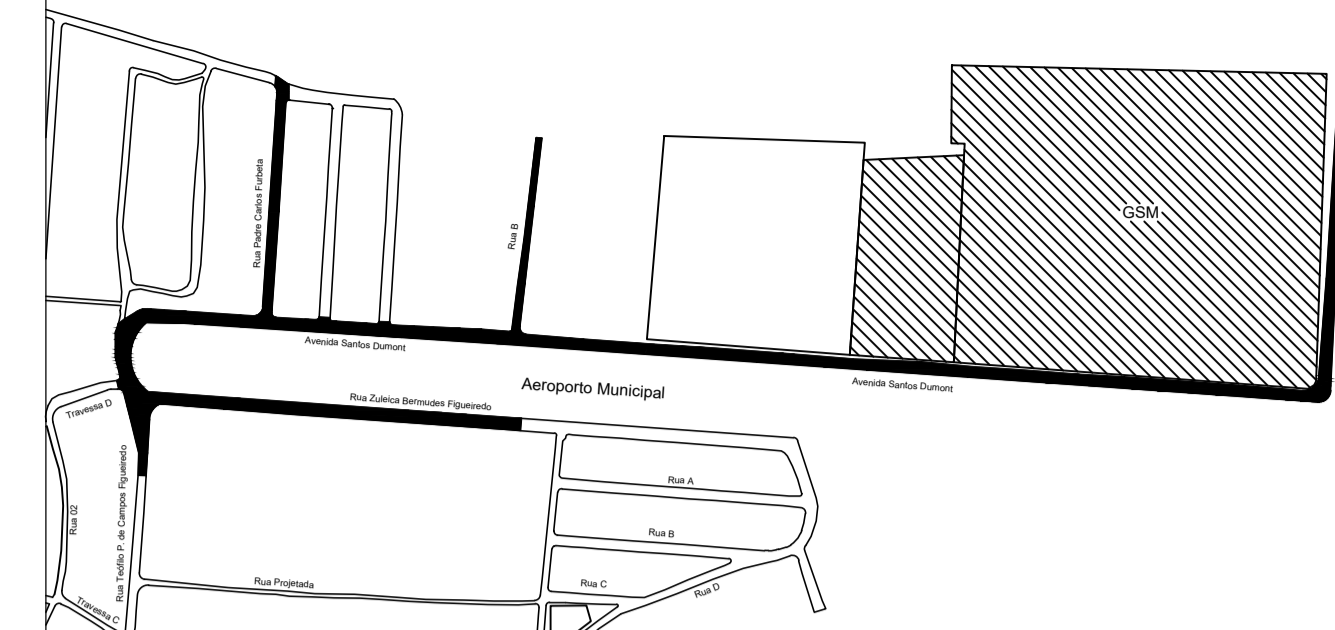 Rua Padre Carlos Furbeta
Rua B
GSM
Avenida Santos Dumont
Aeroporto Municipal
Avenida Santos Dumont
Rua Zuleica Bermudes Figueiredo
Travessa D
Rua 02
Rua Teófilo P. de Campos Figueiredo
Rua A
Rua B
Rua C
Rua D
Rua Projetada
Travessa C